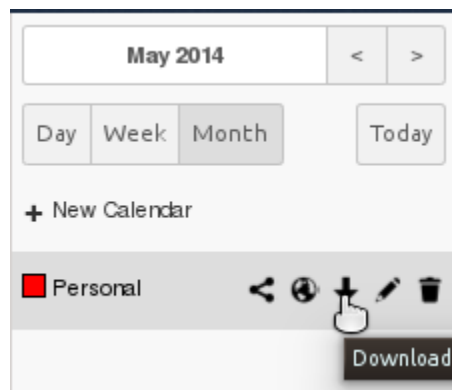 May 2014 < >
Day Week Month Today
+ New Calendar
Personal
Download